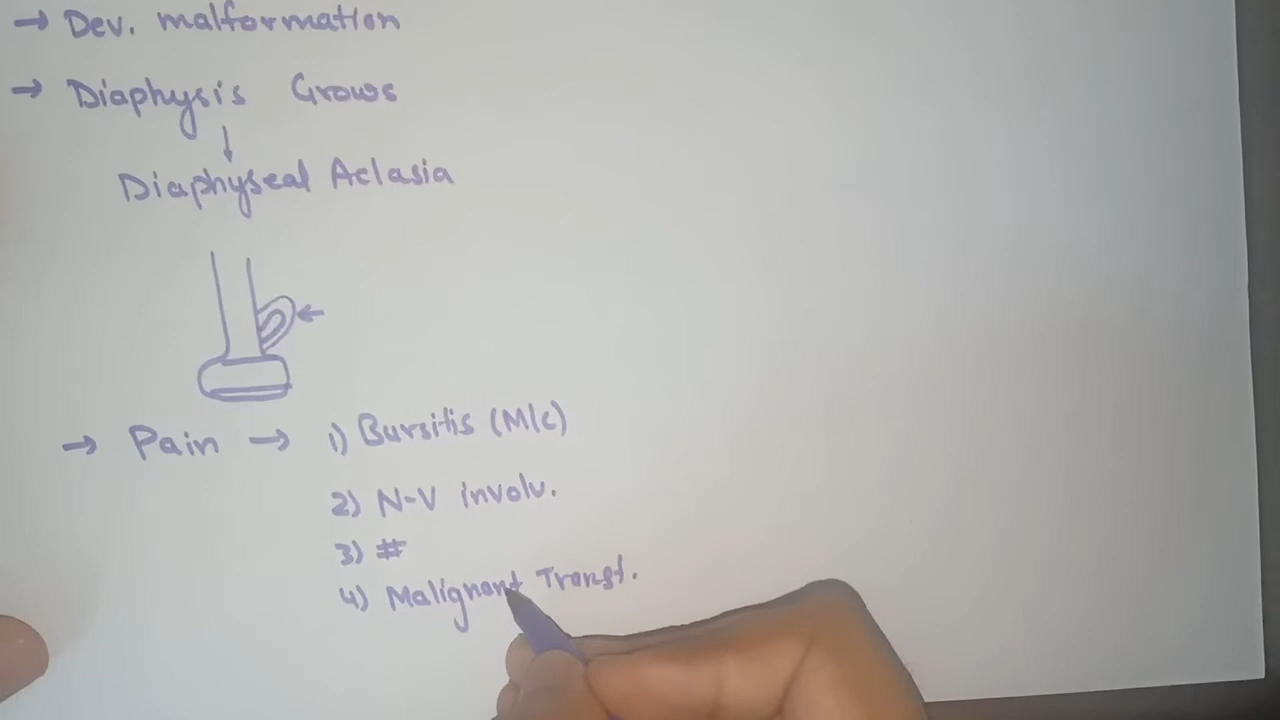 → Dev. malformation
→ Diaphysis Grows
↓
Diaphyseal Aclasia
←
→ Pain → 1) Bursitis (M/c)
2) N-V involv.
3) #
4) Malignant Transf.